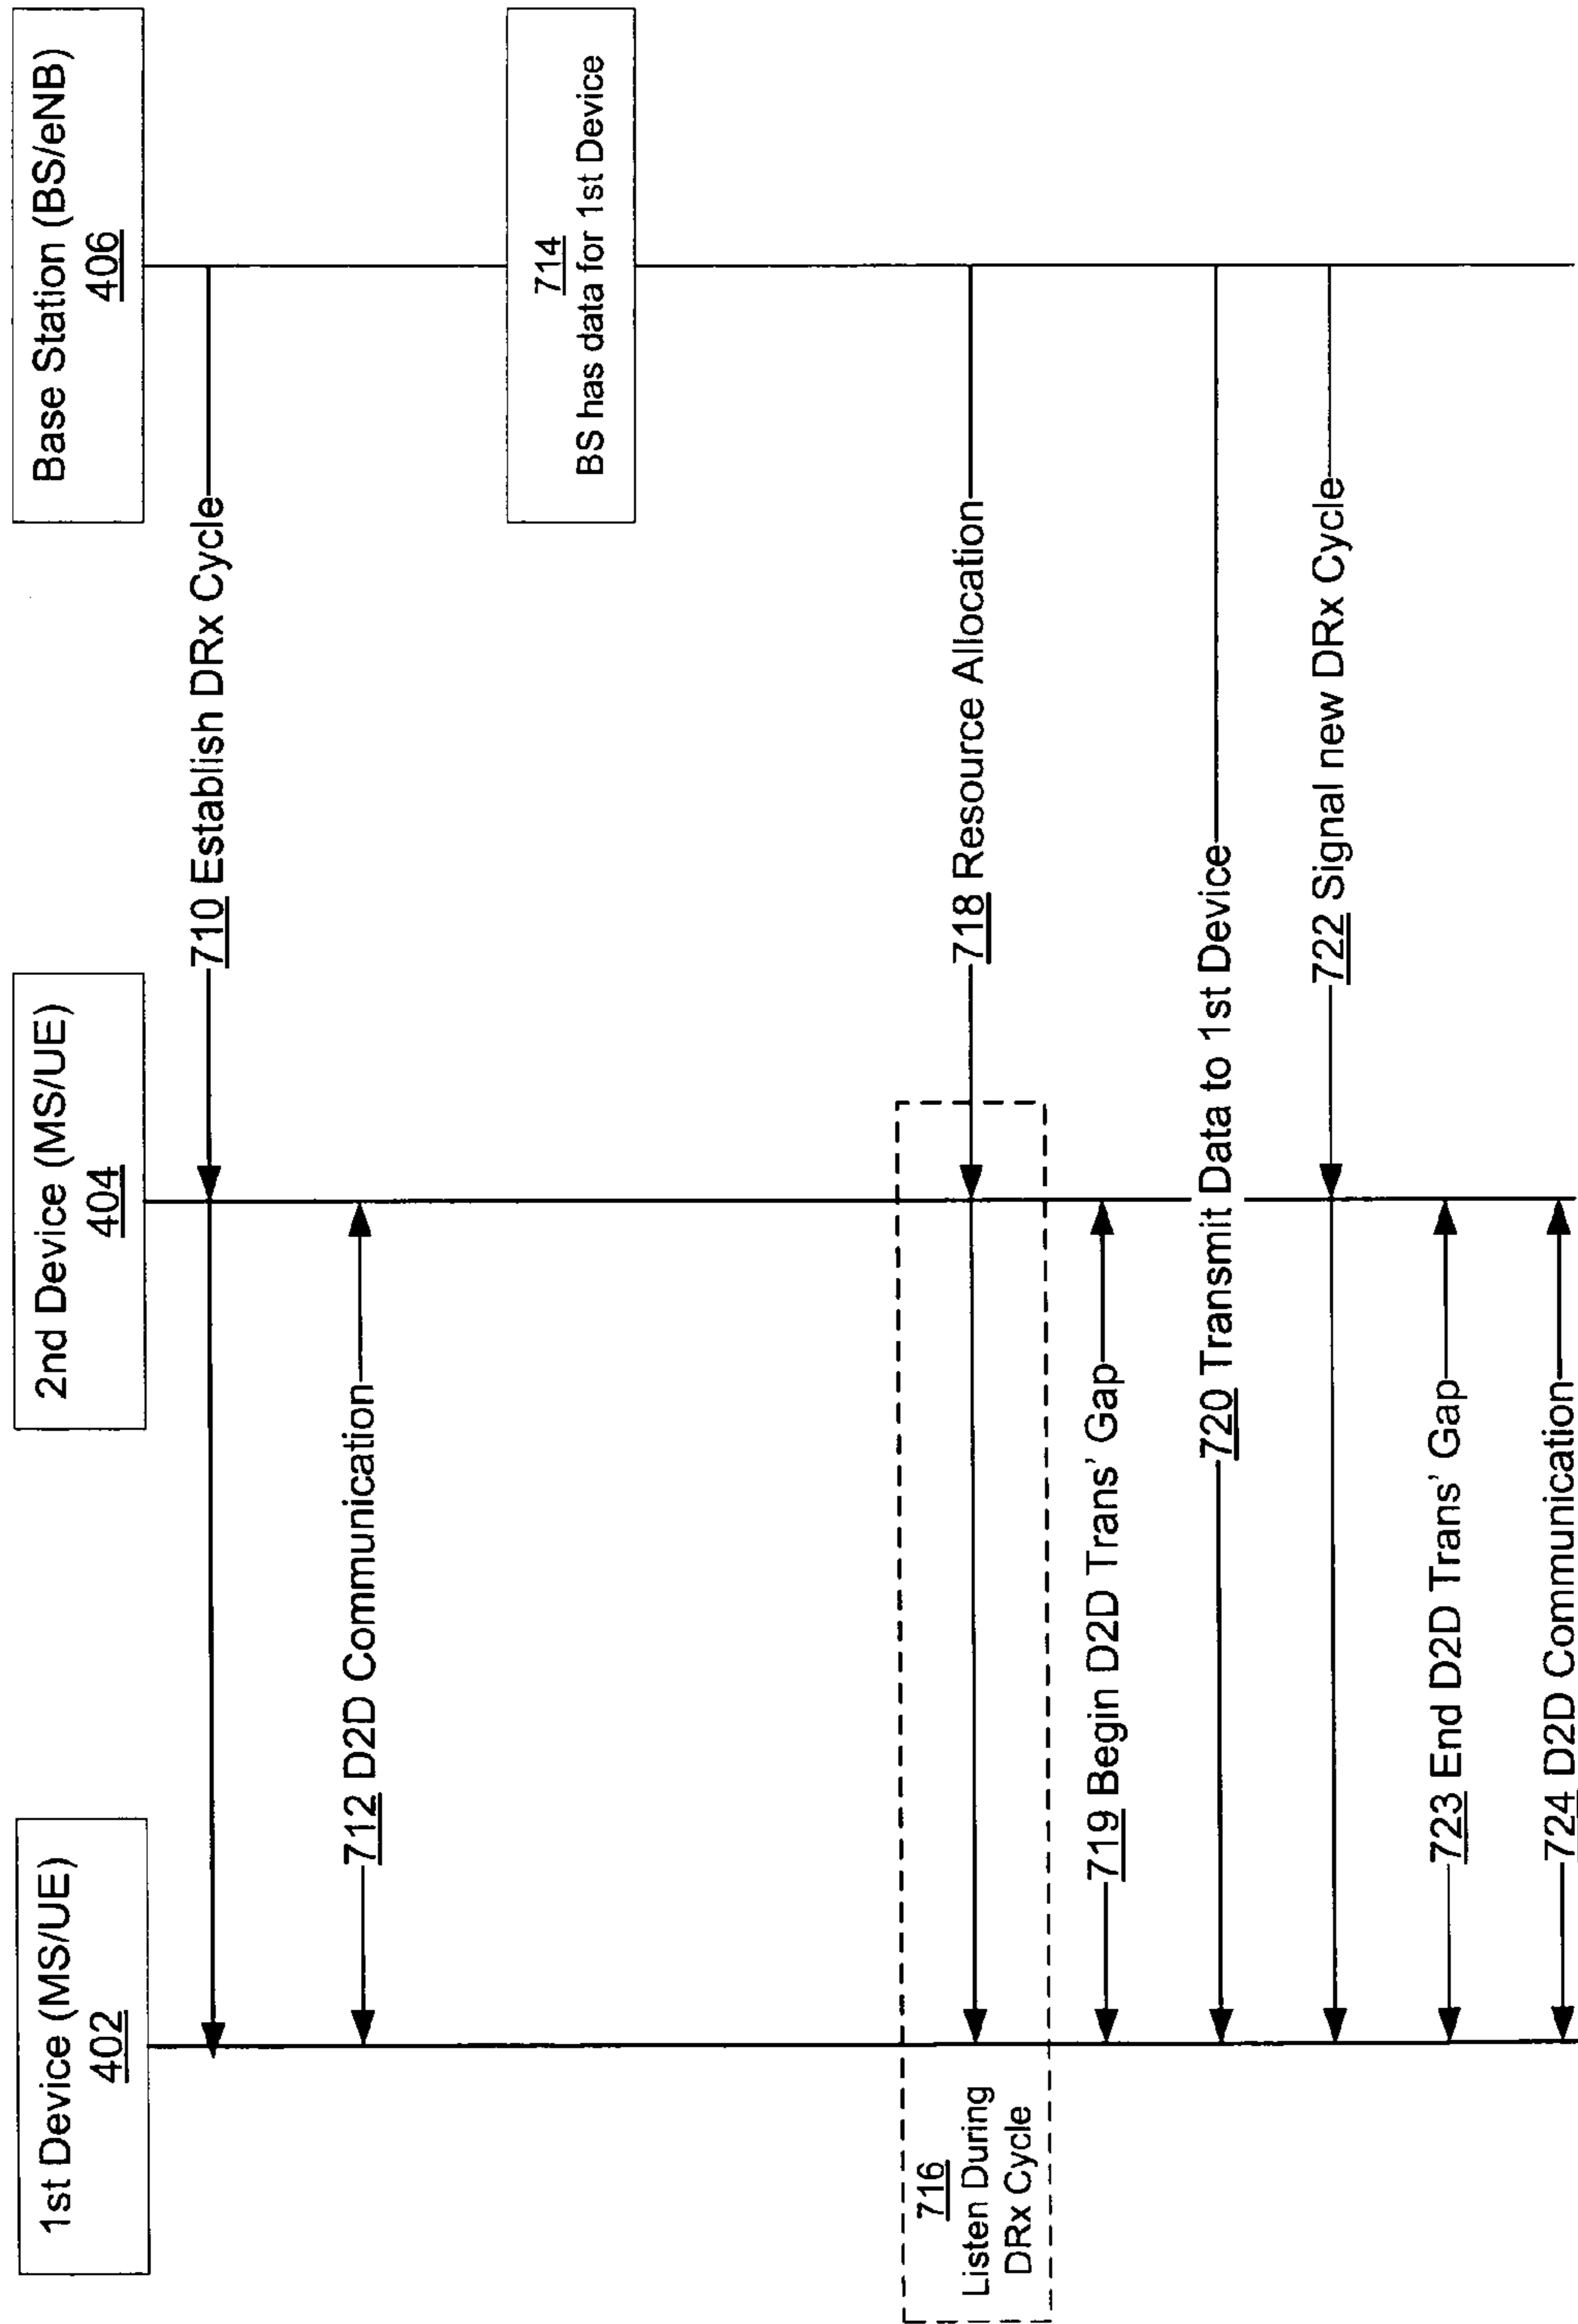 1st Device (MS/UE)
402
2nd Device (MS/UE)
404
Base Station (BS/eNB)
406
710 Establish DRx Cycle
712 D2D Communication
714
BS has data for 1st Device
716
Listen During
DRx Cycle
718 Resource Allocation
719 Begin D2D Trans' Gap
720 Transmit Data to 1st Device
722 Signal new DRx Cycle
723 End D2D Trans' Gap
724 D2D Communication